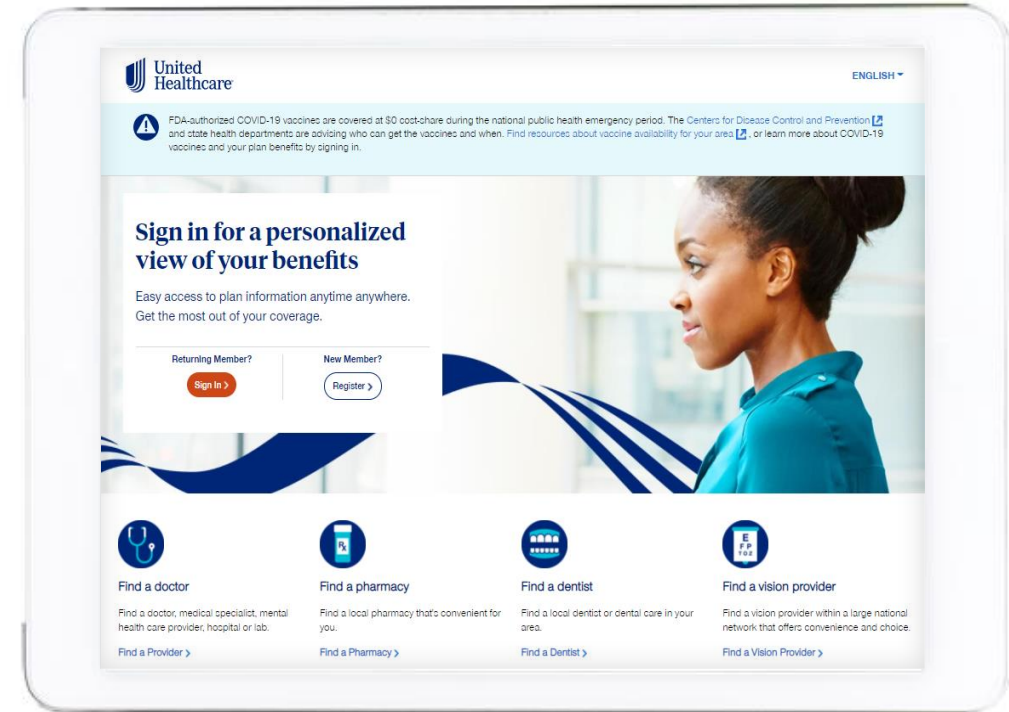 United
Healthcare
ENGLISH
FDA-authorized COVID-19 vaccines are covered at $0 cost-share during the national public health emergency period. The Centers for Disease Control and Prevention
and state health departments are advising who can get the vaccines and when. Find resources about vaccine availability for your area , or learn more about COVID-19
vaccines and your plan benefits by signing in.
Sign in for a personalized
view of your benefits
Easy access to plan information anytime anywhere.
Get the most out of your coverage.
Returning Member?
New Member?
Sign In >
Register >
Rx
E
F P
T O Z
Find a doctor
Find a pharmacy
Find a dentist
Find a vision provider
Find a doctor, medical specialist, mental
health care provider, hospital or lab.
Find a local pharmacy that's convenient for
you.
Find a local dentist or dental care in your
area.
Find a vision provider within a large national
network that offers convenience and choice.
Find a Provider >
Find a Pharmacy >
Find a Dentist >
Find a Vision Provider >